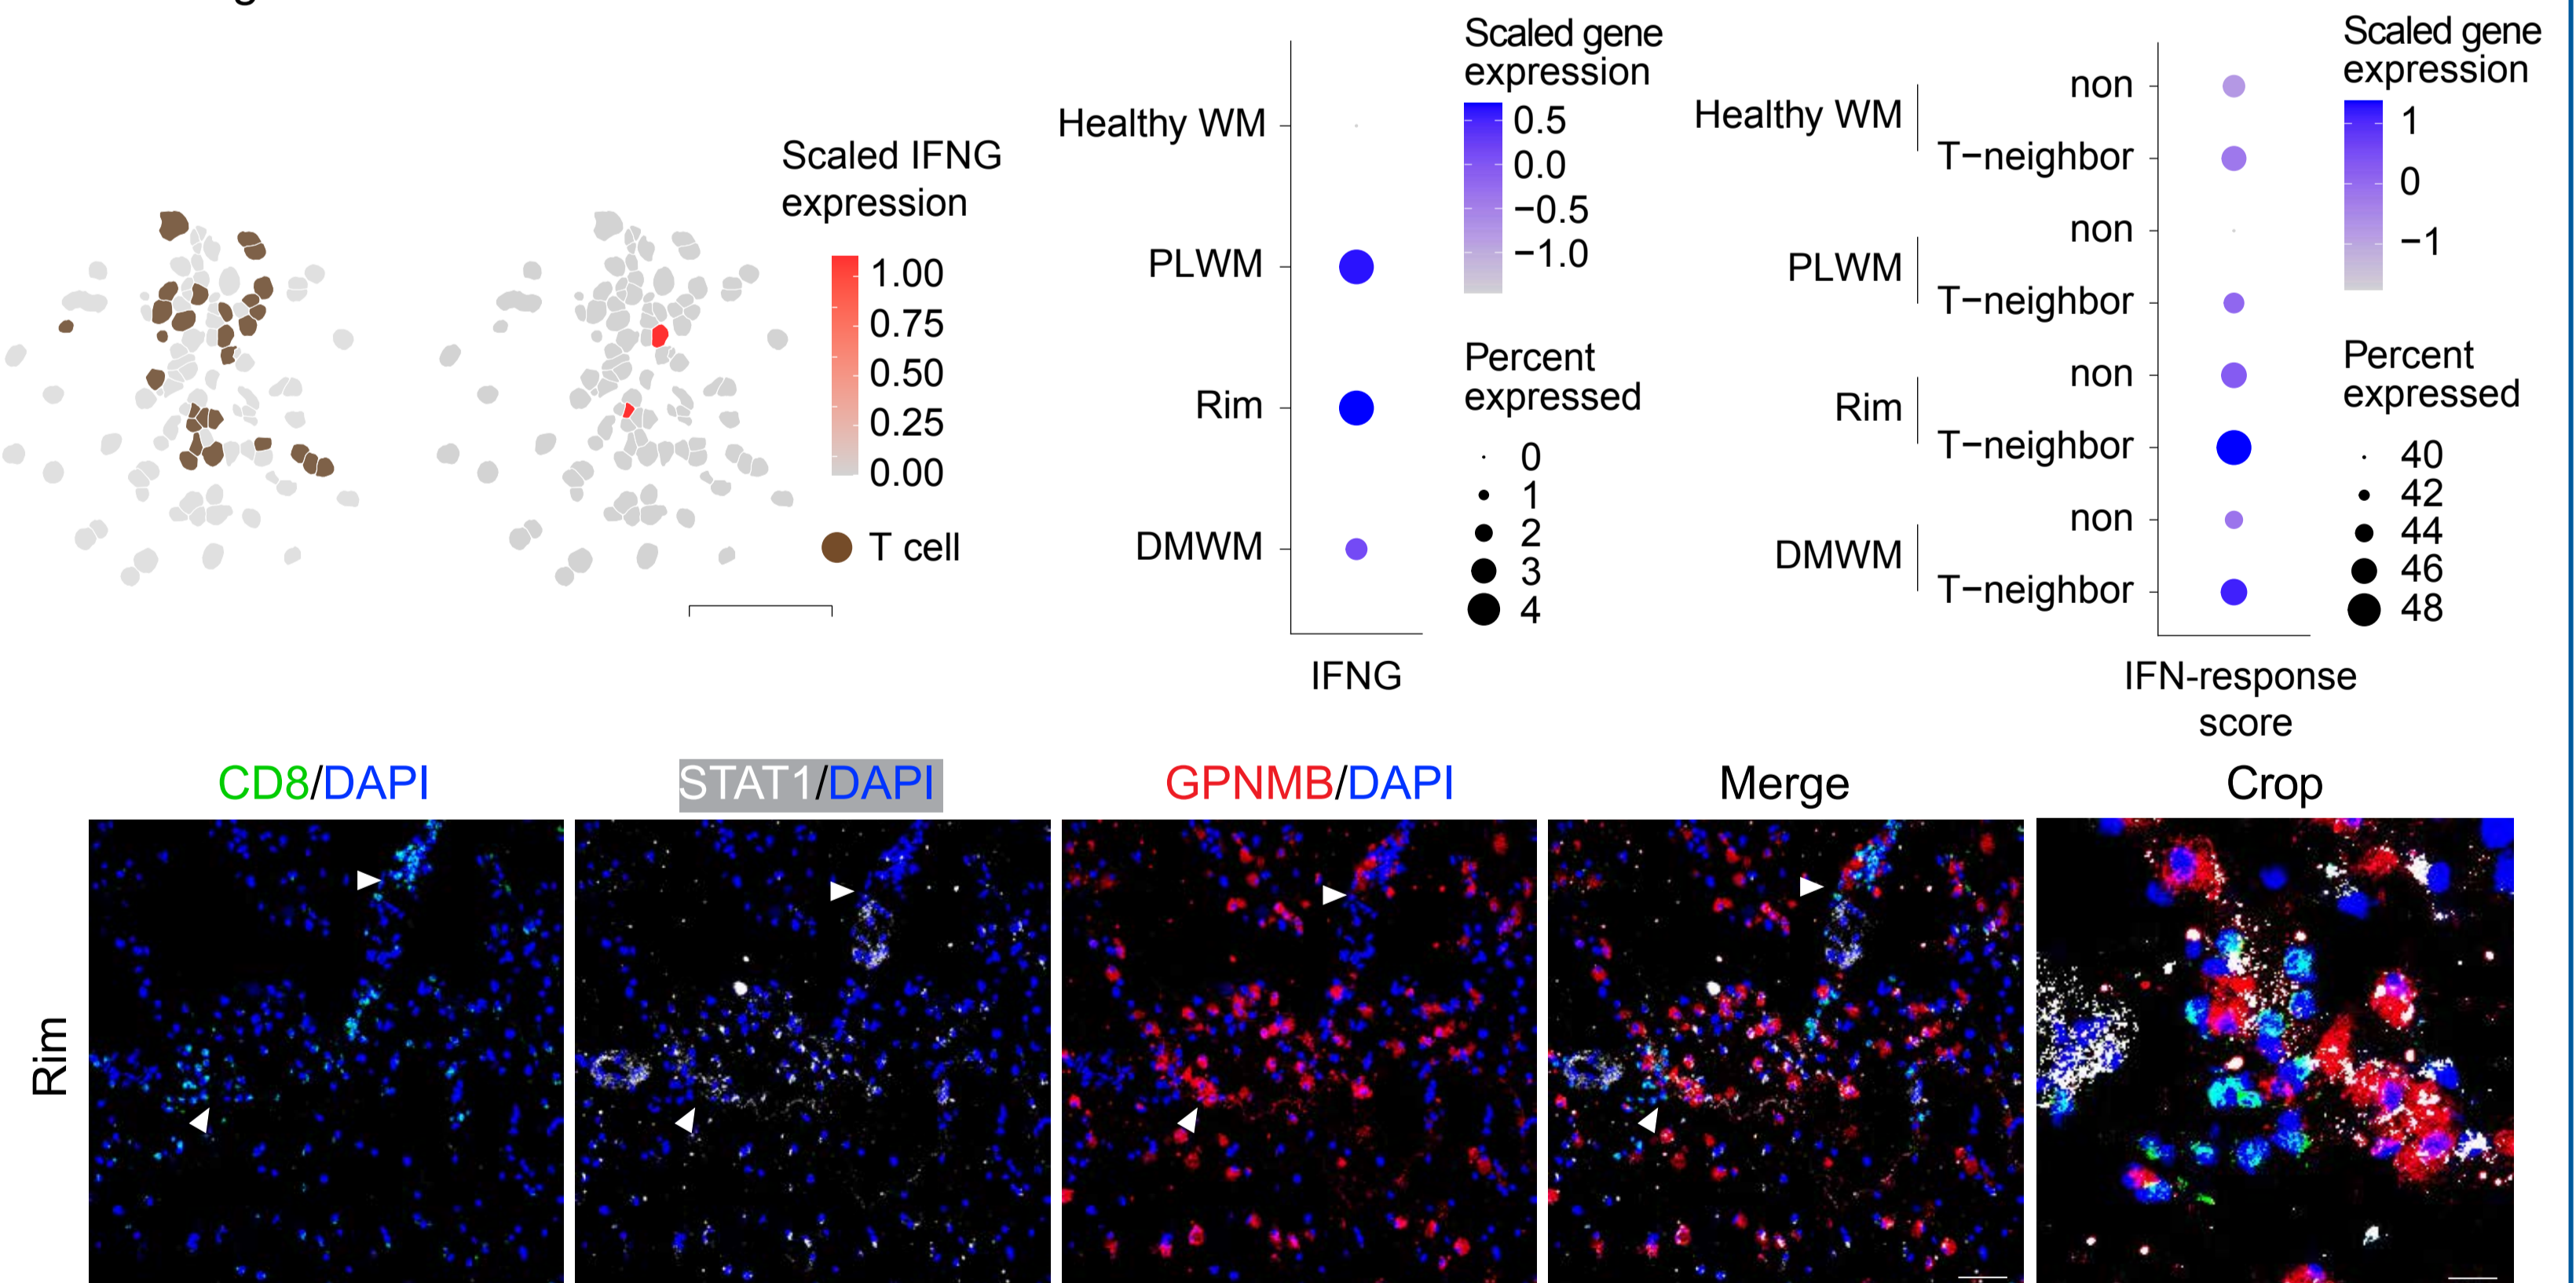 Scaled IFNG
expression
1.00
0.75
0.50
0.25
0.00
T cell
Healthy WM
PLWM
Rim
DMWM
IFNG
Scaled gene
expression
0.5
0.0
−0.5
−1.0
Percent
expressed
0
1
2
3
4
Healthy WM
non
T−neighbor
PLWM
non
T−neighbor
Rim
non
T−neighbor
DMWM
non
T−neighbor
IFN-response
score
Scaled gene
expression
1
0
−1
Percent
expressed
40
42
44
46
48
CD8/DAPI
STAT1/DAPI
GPNMB/DAPI
Merge
Crop
Rim